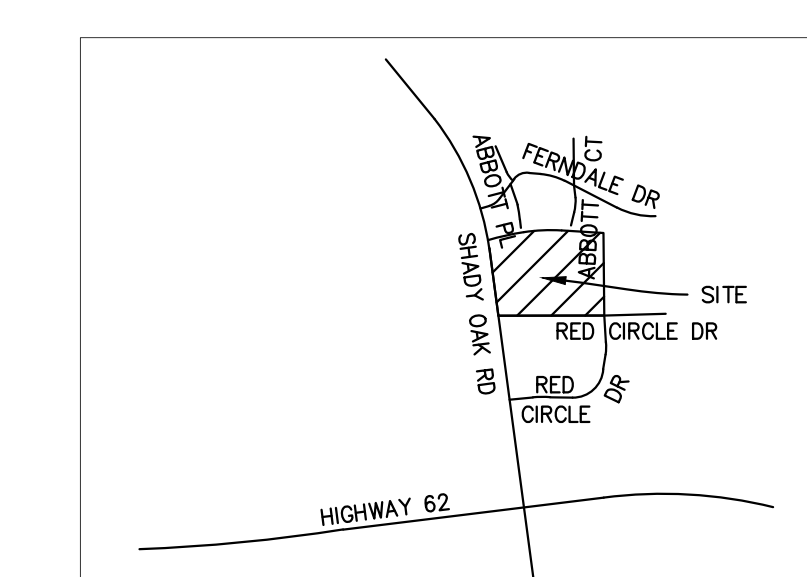 ABBOTT PL
FERNDALE DR
ABBOTT CT
SHADY OAK RD
SITE
RED CIRCLE DR
RED
CIRCLE
DR
HIGHWAY 62